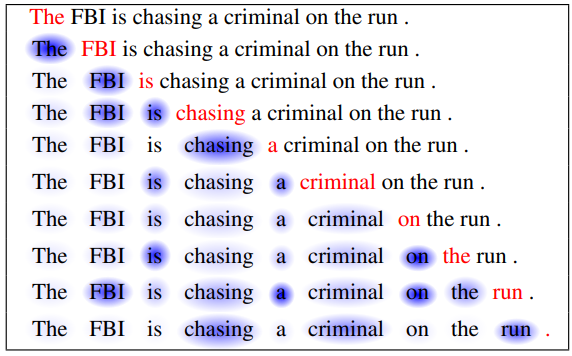 The FBI is chasing a criminal on the run .
The FBI is chasing a criminal on the run .
The FBI is chasing a criminal on the run .
The FBI is chasing a criminal on the run .
The FBI is chasing a criminal on the run .
The FBI is chasing a criminal on the run .
The FBI is chasing a criminal on the run .
The FBI is chasing a criminal on the run .
The FBI is chasing a criminal on the run .
The FBI is chasing a criminal on the run .